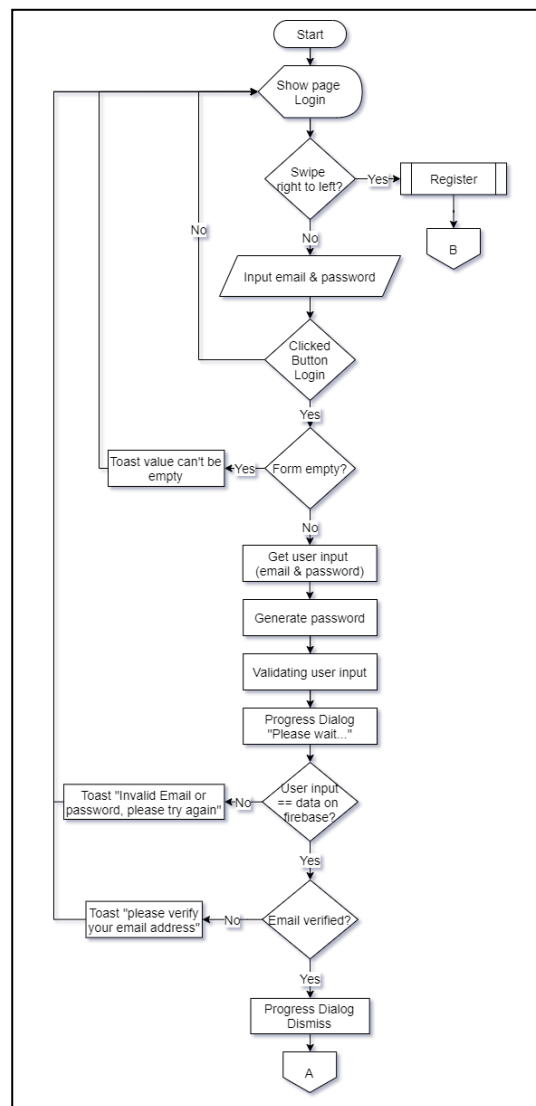 Start
Show page
Login
Swipe
right to left?
Yes
Register
B
No
No
Input email & password
Clicked
Button
Login
Yes
Toast value can't be
empty
Yes
Form empty?
No
Get user input
(email & password)
Generate password
Validating user input
Progress Dialog
"Please wait..."
Toast "Invalid Email or
password, please try again"
No
User input
== data on
firebase?
Yes
Toast "please verify
your email address"
No
Email verified?
Yes
Progress Dialog
Dismiss
A